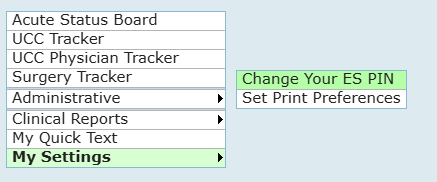 Acute Status Board
UCC Tracker
UCC Physician Tracker
Surgery Tracker
Administrative
Clinical Reports
My Quick Text
My Settings
Change Your ES PIN
Set Print Preferences